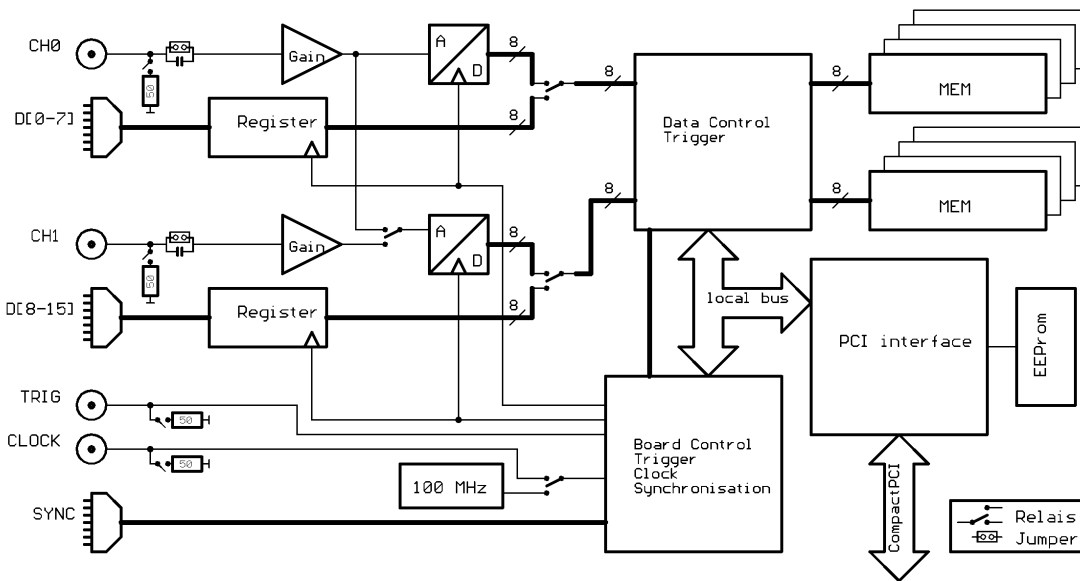 CH0
50
Gain
A
D
8
8
8
8
MEM
D[0-7]
Register
8
Data Control
Trigger
8
8
MEM
CH1
50
Gain
A
D
8
D[8-15]
Register
8
local bus
PCI interface
EEProm
TRIG
50
CLOCK
50
100 MHz
Board Control
Trigger
Clock
Synchronisation
SYNC
CompactPCI
Relais
Jumper